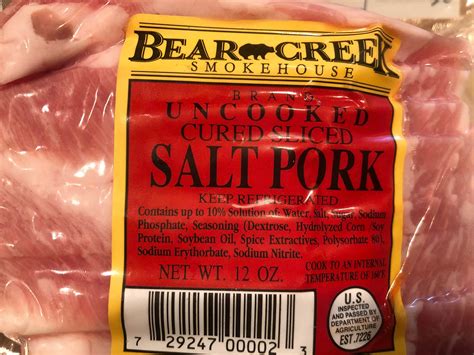 BEAR CREEK
SMOKEHOUSE
BRAND
UNCOOKED
CURED SLICED
SALT PORK
KEEP REFRIGERATED
Contains up to 10% Solution of: Water, Salt, Sugar, Sodium
Phosphate, Seasoning (Dextrose, Hydrolyzed Corn Soy
Protein, Soybean Oil, Spice Extractives, Polysorbate 80),
Sodium Erythorbate, Sodium Nitrite.
COOK TO AN INTERNAL
TEMPERATURE OF 160°F
NET. WT. 12 OZ.
U.S.
INSPECTED
AND PASSED BY
DEPARTMENT OF
AGRICULTURE
EST. 7226
7 29247 00002 3